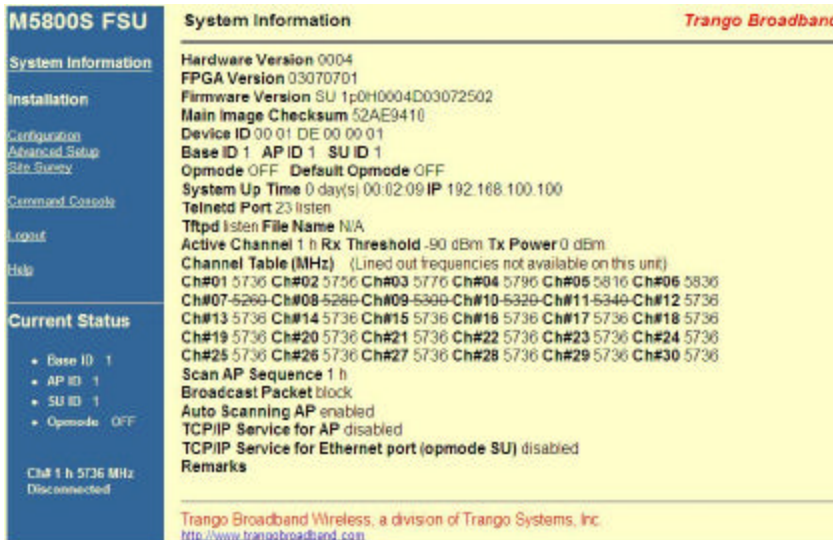 M5800S FSU
System Information
Installation
Configuration
Advanced Setup
Site Survey
Command Console
Logout
Help
Current Status
Base ID 1
AP ID 1
SU ID 1
Opmode OFF
Ch# 1 h 5736 MHz
Disconnected
System Information
Trango Broadband
Hardware Version 0004
FPGA Version 03070701
Firmware Version SU 1p0H0004D03072502
Main Image Checksum 52AE9410
Device ID 00 01 DE 00 00 01
Base ID 1 AP ID 1 SU ID 1
Opmode OFF Default Opmode OFF
System Up Time 0 day(s) 00:02:09 IP 192.168.100.100
Telnetd Port 23 listen
Tftpd listen File Name N/A
Active Channel 1 h Rx Threshold -90 dBm Tx Power 0 dBm
Channel Table (MHz) (Lined out frequencies not available on this unit)
Ch#01 5736 Ch#02 5756 Ch#03 5776 Ch#04 5796 Ch#05 5816 Ch#06 5836
Ch#07 5260 Ch#08 5280 Ch#09 5300 Ch#10 5320 Ch#11 5340 Ch#12 5736
Ch#13 5736 Ch#14 5736 Ch#15 5736 Ch#16 5736 Ch#17 5736 Ch#18 5736
Ch#19 5736 Ch#20 5736 Ch#21 5736 Ch#22 5736 Ch#23 5736 Ch#24 5736
Ch#25 5736 Ch#26 5736 Ch#27 5736 Ch#28 5736 Ch#29 5736 Ch#30 5736
Scan AP Sequence 1 h
Broadcast Packet block
Auto Scanning AP enabled
TCP/IP Service for AP disabled
TCP/IP Service for Ethernet port (opmode SU) disabled
Remarks
Trango Broadband Wireless, a division of Trango Systems, Inc.
http://www.trangobroadband.com